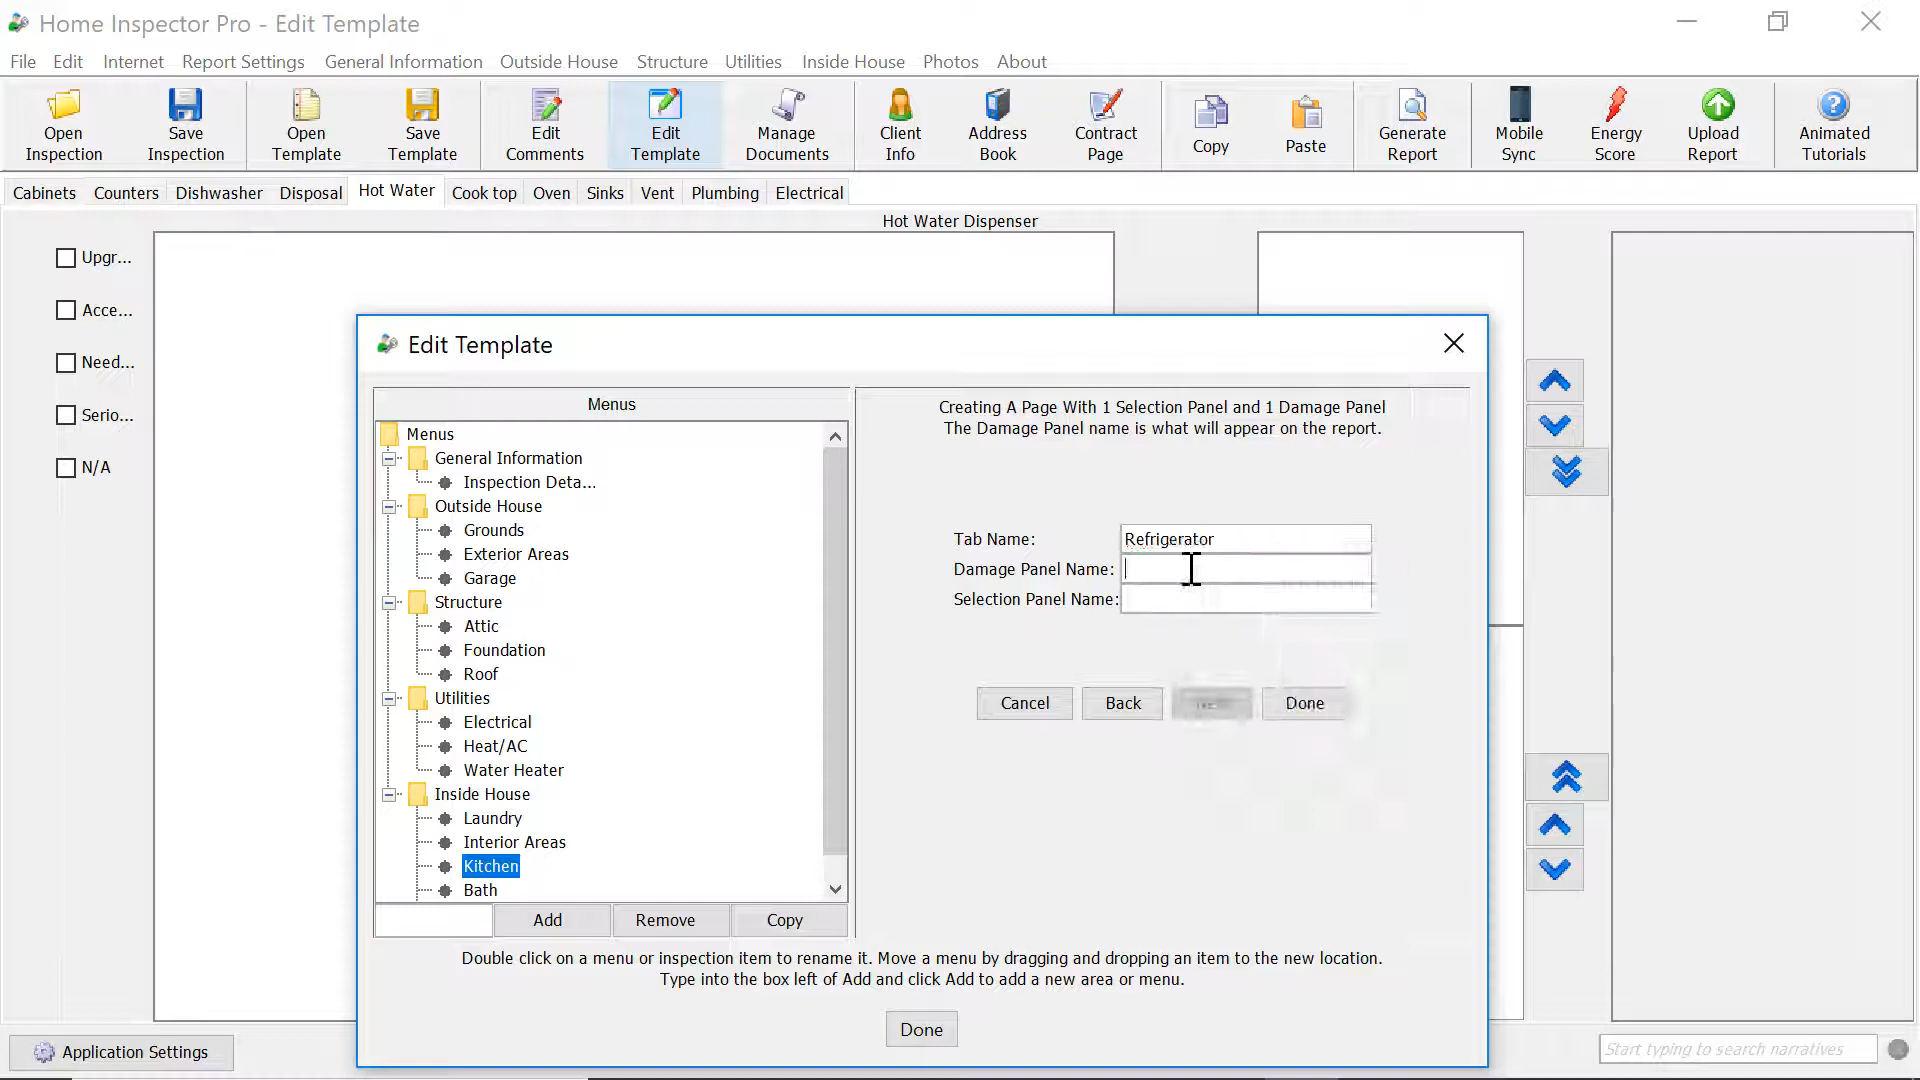 Home Inspector Pro - Edit Template
File Edit Internet Report Settings General Information Outside House Structure Utilities Inside House Photos About
Open Inspection
Save Inspection
Open Template
Save Template
Edit Comments
Edit Template
Manage Documents
Client Info
Address Book
Contract Page
Copy
Paste
Generate Report
Mobile Sync
Energy Score
Upload Report
Animated Tutorials
Cabinets Counters Dishwasher Disposal Hot Water Cook top Oven Sinks Vent Plumbing Electrical
Hot Water Dispenser
Upgr...
Acce...
Need...
Serio...
N/A
Edit Template
Menus
Menus
General Information
Inspection Deta...
Outside House
Grounds
Exterior Areas
Garage
Structure
Attic
Foundation
Roof
Utilities
Electrical
Heat/AC
Water Heater
Inside House
Laundry
Interior Areas
Kitchen
Bath
Add Remove Copy
Creating A Page With 1 Selection Panel and 1 Damage Panel
The Damage Panel name is what will appear on the report.
Tab Name: Refrigerator
Damage Panel Name:
Selection Panel Name:
Cancel Back Done
Double click on a menu or inspection item to rename it. Move a menu by dragging and dropping an item to the new location.
Type into the box left of Add and click Add to add a new area or menu.
Done
Application Settings
Start typing to search narratives